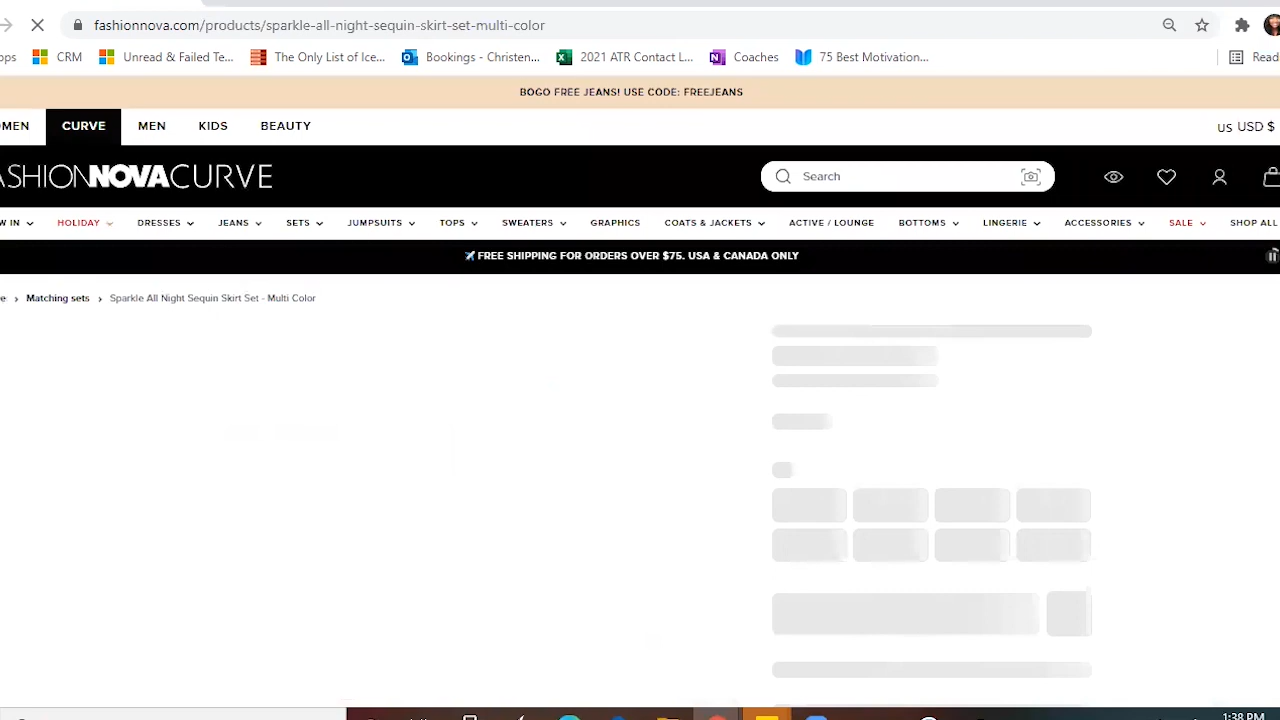 fashionnova.com/products/sparkle-all-night-sequin-skirt-set-multi-color
CRM Unread & Failed Te... The Only List of Ice... Bookings - Christen... 2021 ATR Contact L... Coaches 75 Best Motivation... Read
BOGO FREE JEANS! USE CODE: FREEJEANS
OMEN CURVE MEN KIDS BEAUTY US USD $
ASHIONNOVACURVE Search
W IN HOLIDAY DRESSES JEANS SETS JUMPSUITS TOPS SWEATERS GRAPHICS COATS & JACKETS ACTIVE / LOUNGE BOTTOMS LINGERIE ACCESSORIES SALE SHOP ALL
FREE SHIPPING FOR ORDERS OVER $75. USA & CANADA ONLY
Matching sets › Sparkle All Night Sequin Skirt Set - Multi Color
1:38 PM